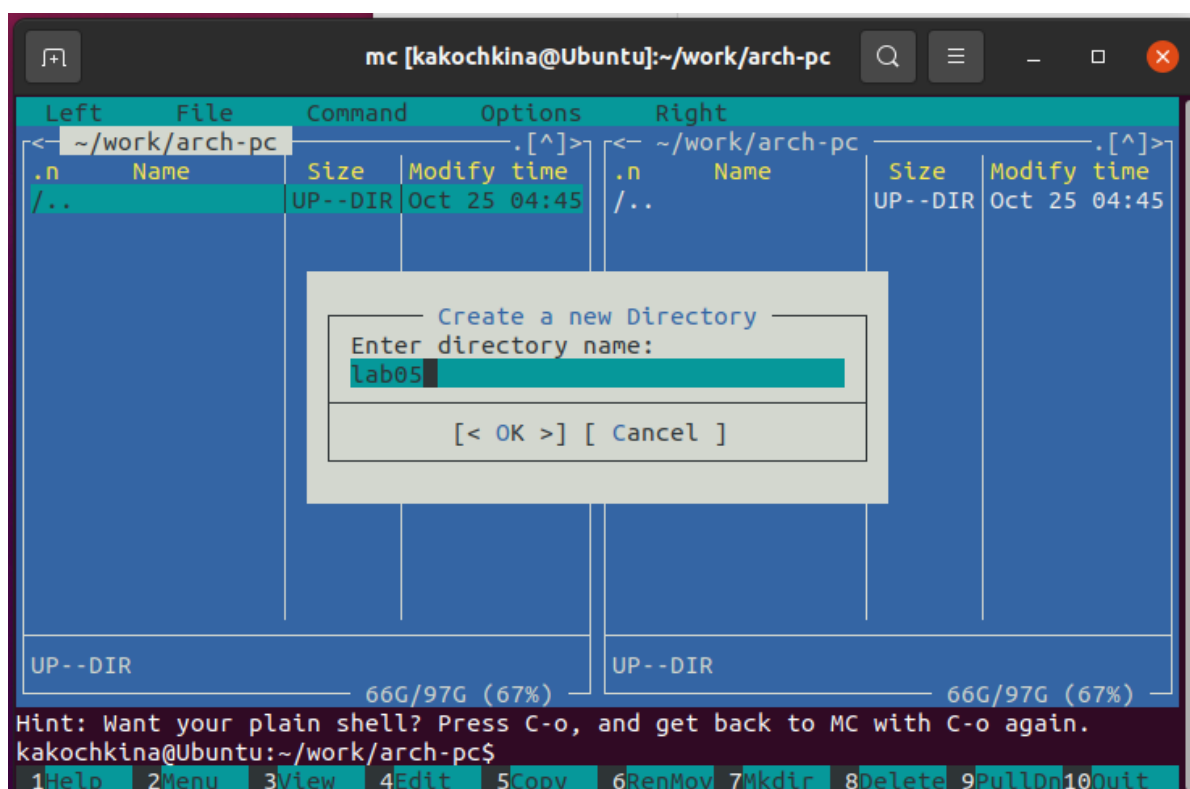 mc [kakochkina@Ubuntu]:~/work/arch-pc
Left File Command Options Right
<— ~/work/arch-pc —.[^]> <— ~/work/arch-pc —.[^]>
.n Name Size Modify time .n Name Size Modify time
/.. UP--DIR Oct 25 04:45 /.. UP--DIR Oct 25 04:45
Create a new Directory
Enter directory name:
lab05
[< OK >] [ Cancel ]
UP--DIR UP--DIR
66G/97G (67%) 66G/97G (67%)
Hint: Want your plain shell? Press C-o, and get back to MC with C-o again.
kakochkina@Ubuntu:~/work/arch-pc$
1Help 2Menu 3View 4Edit 5Copy 6RenMov 7Mkdir 8Delete 9PullDn 10Quit